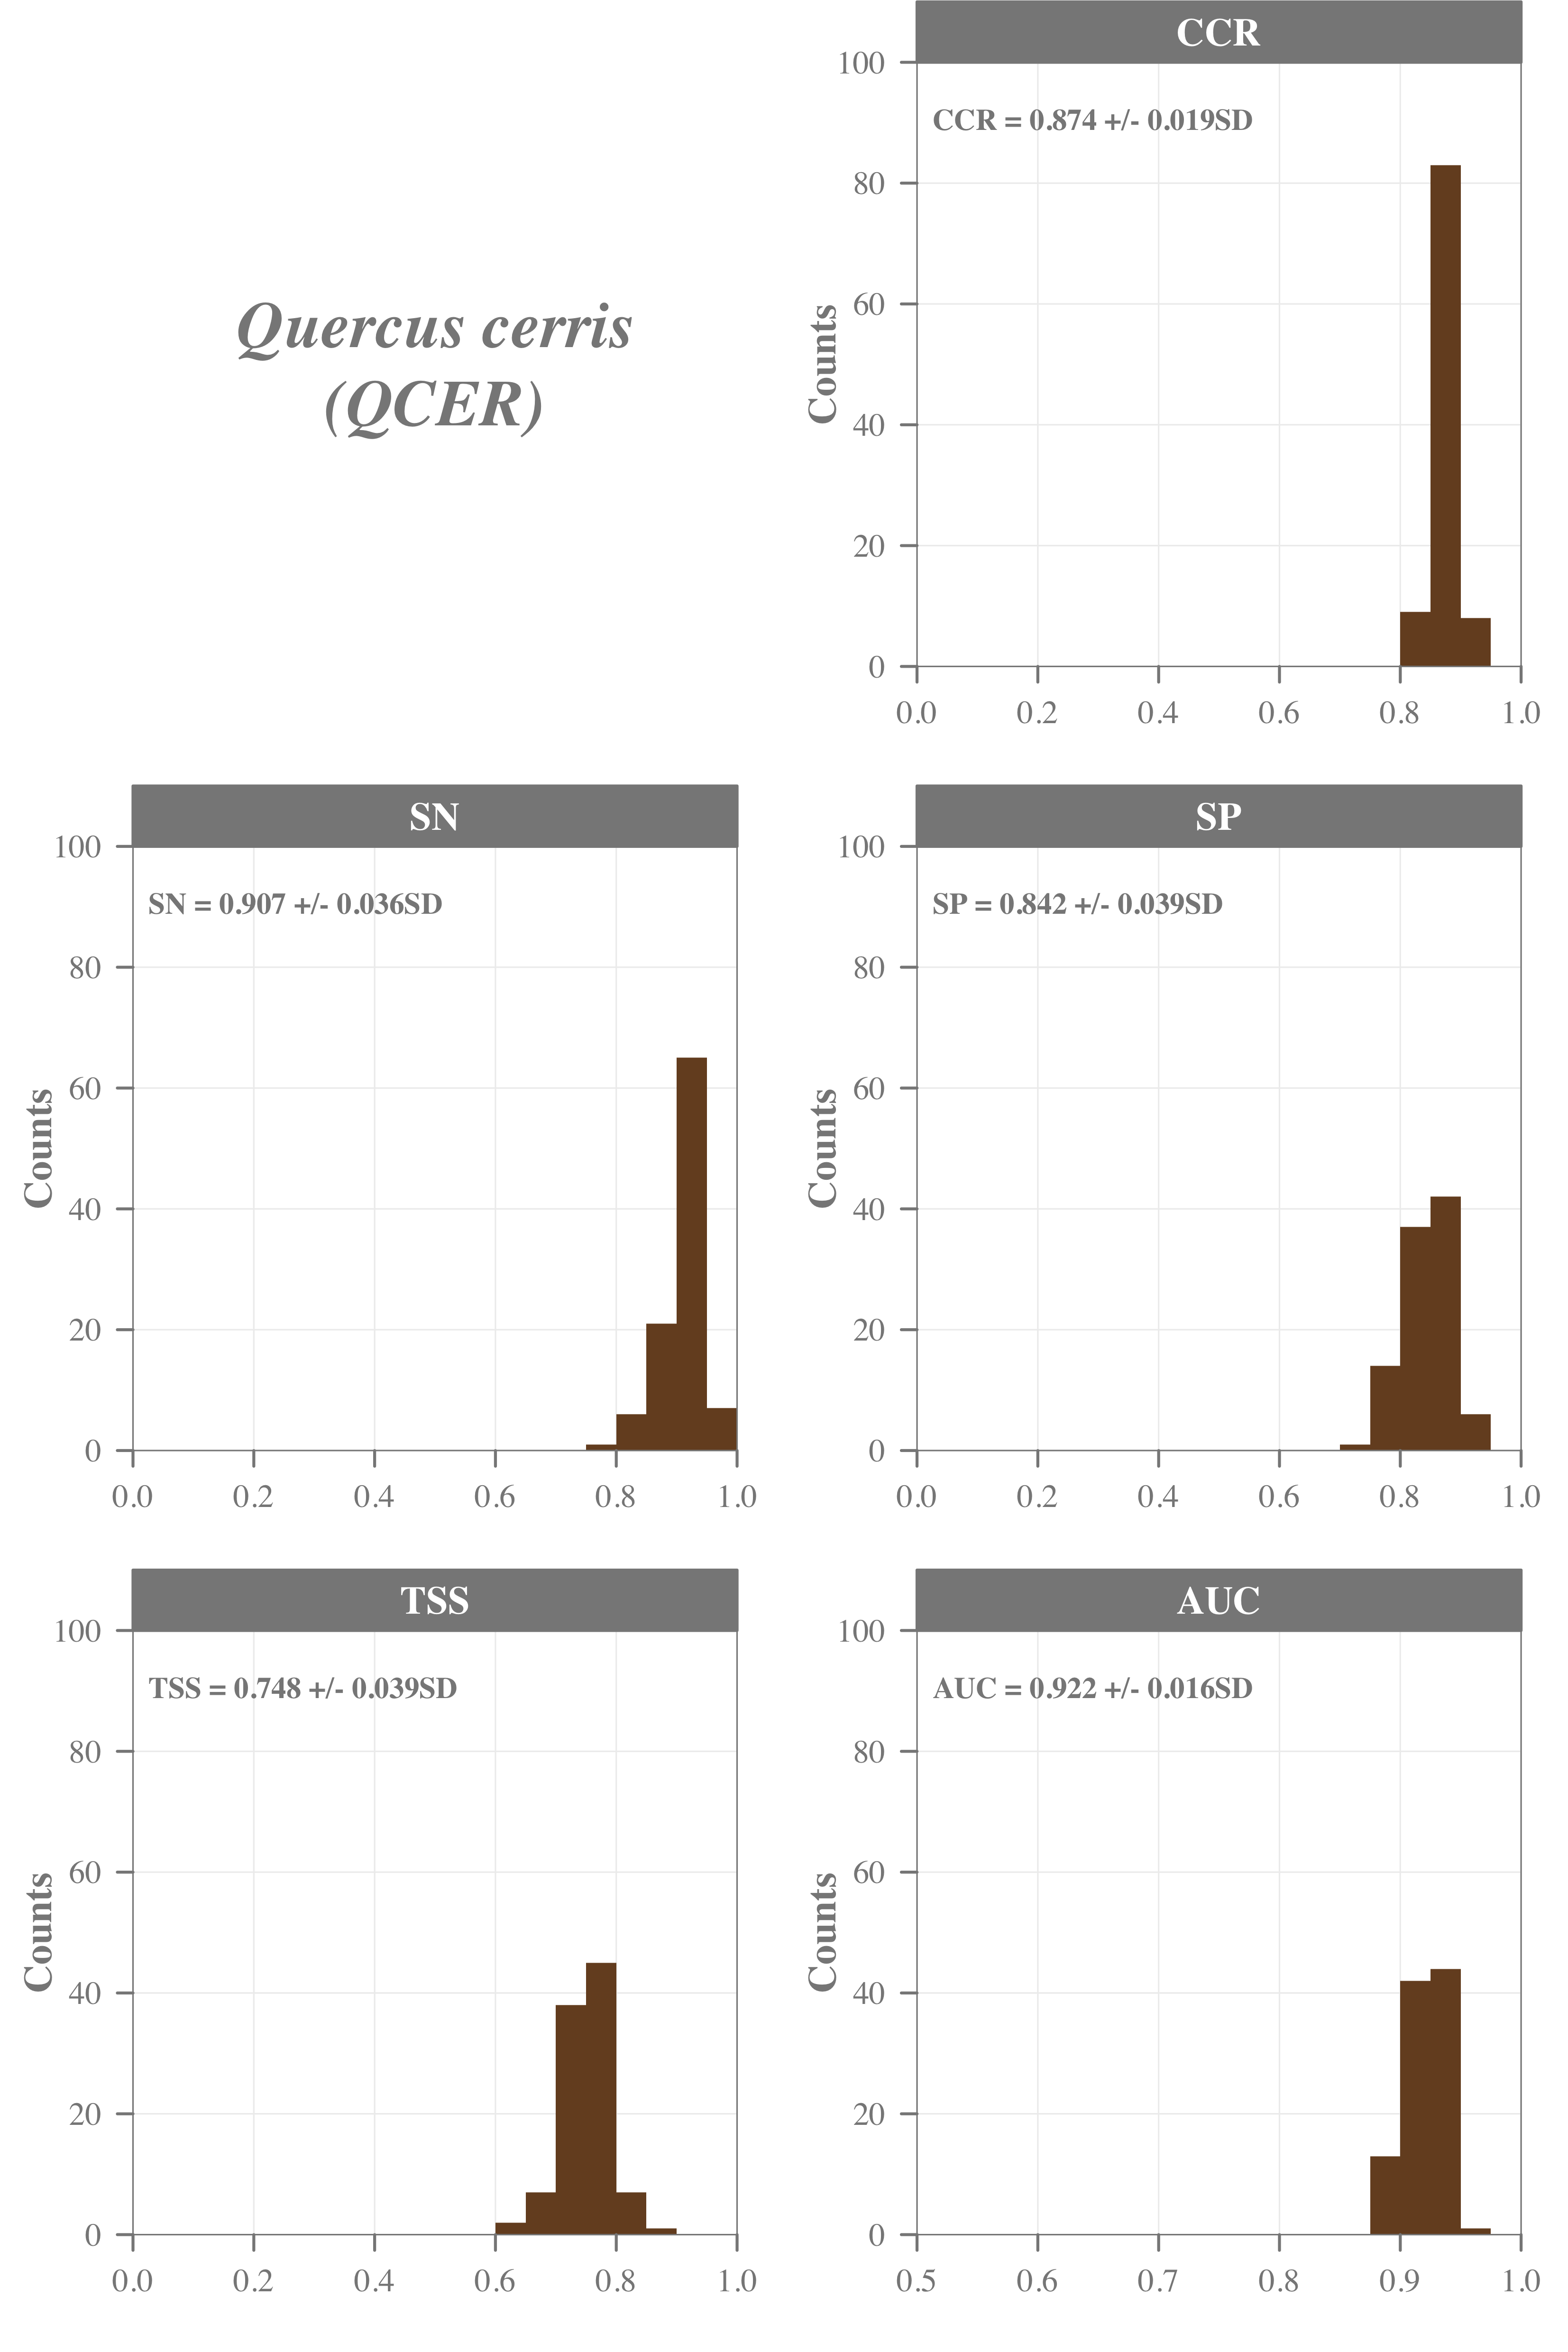 CCR
100
CCR = 0.874 +/- 0.019SD
80
60
Counts
40
20
0
0.0 0.2 0.4 0.6 0.8 1.0
Quercus cerris
(QCER)
SN
100
SN = 0.907 +/- 0.036SD
80
60
Counts
40
20
0
0.0 0.2 0.4 0.6 0.8 1.0
SP
100
SP = 0.842 +/- 0.039SD
80
60
Counts
40
20
0
0.0 0.2 0.4 0.6 0.8 1.0
TSS
100
TSS = 0.748 +/- 0.039SD
80
60
Counts
40
20
0
0.0 0.2 0.4 0.6 0.8 1.0
AUC
100
AUC = 0.922 +/- 0.016SD
80
60
Counts
40
20
0
0.5 0.6 0.7 0.8 0.9 1.0